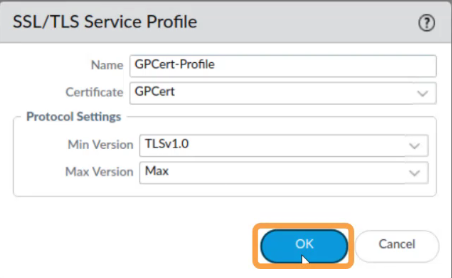 SSL/TLS Service Profile ?
Name GPCert-Profile
Certificate GPCert
Protocol Settings
Min Version TLSv1.0
Max Version Max
OK Cancel